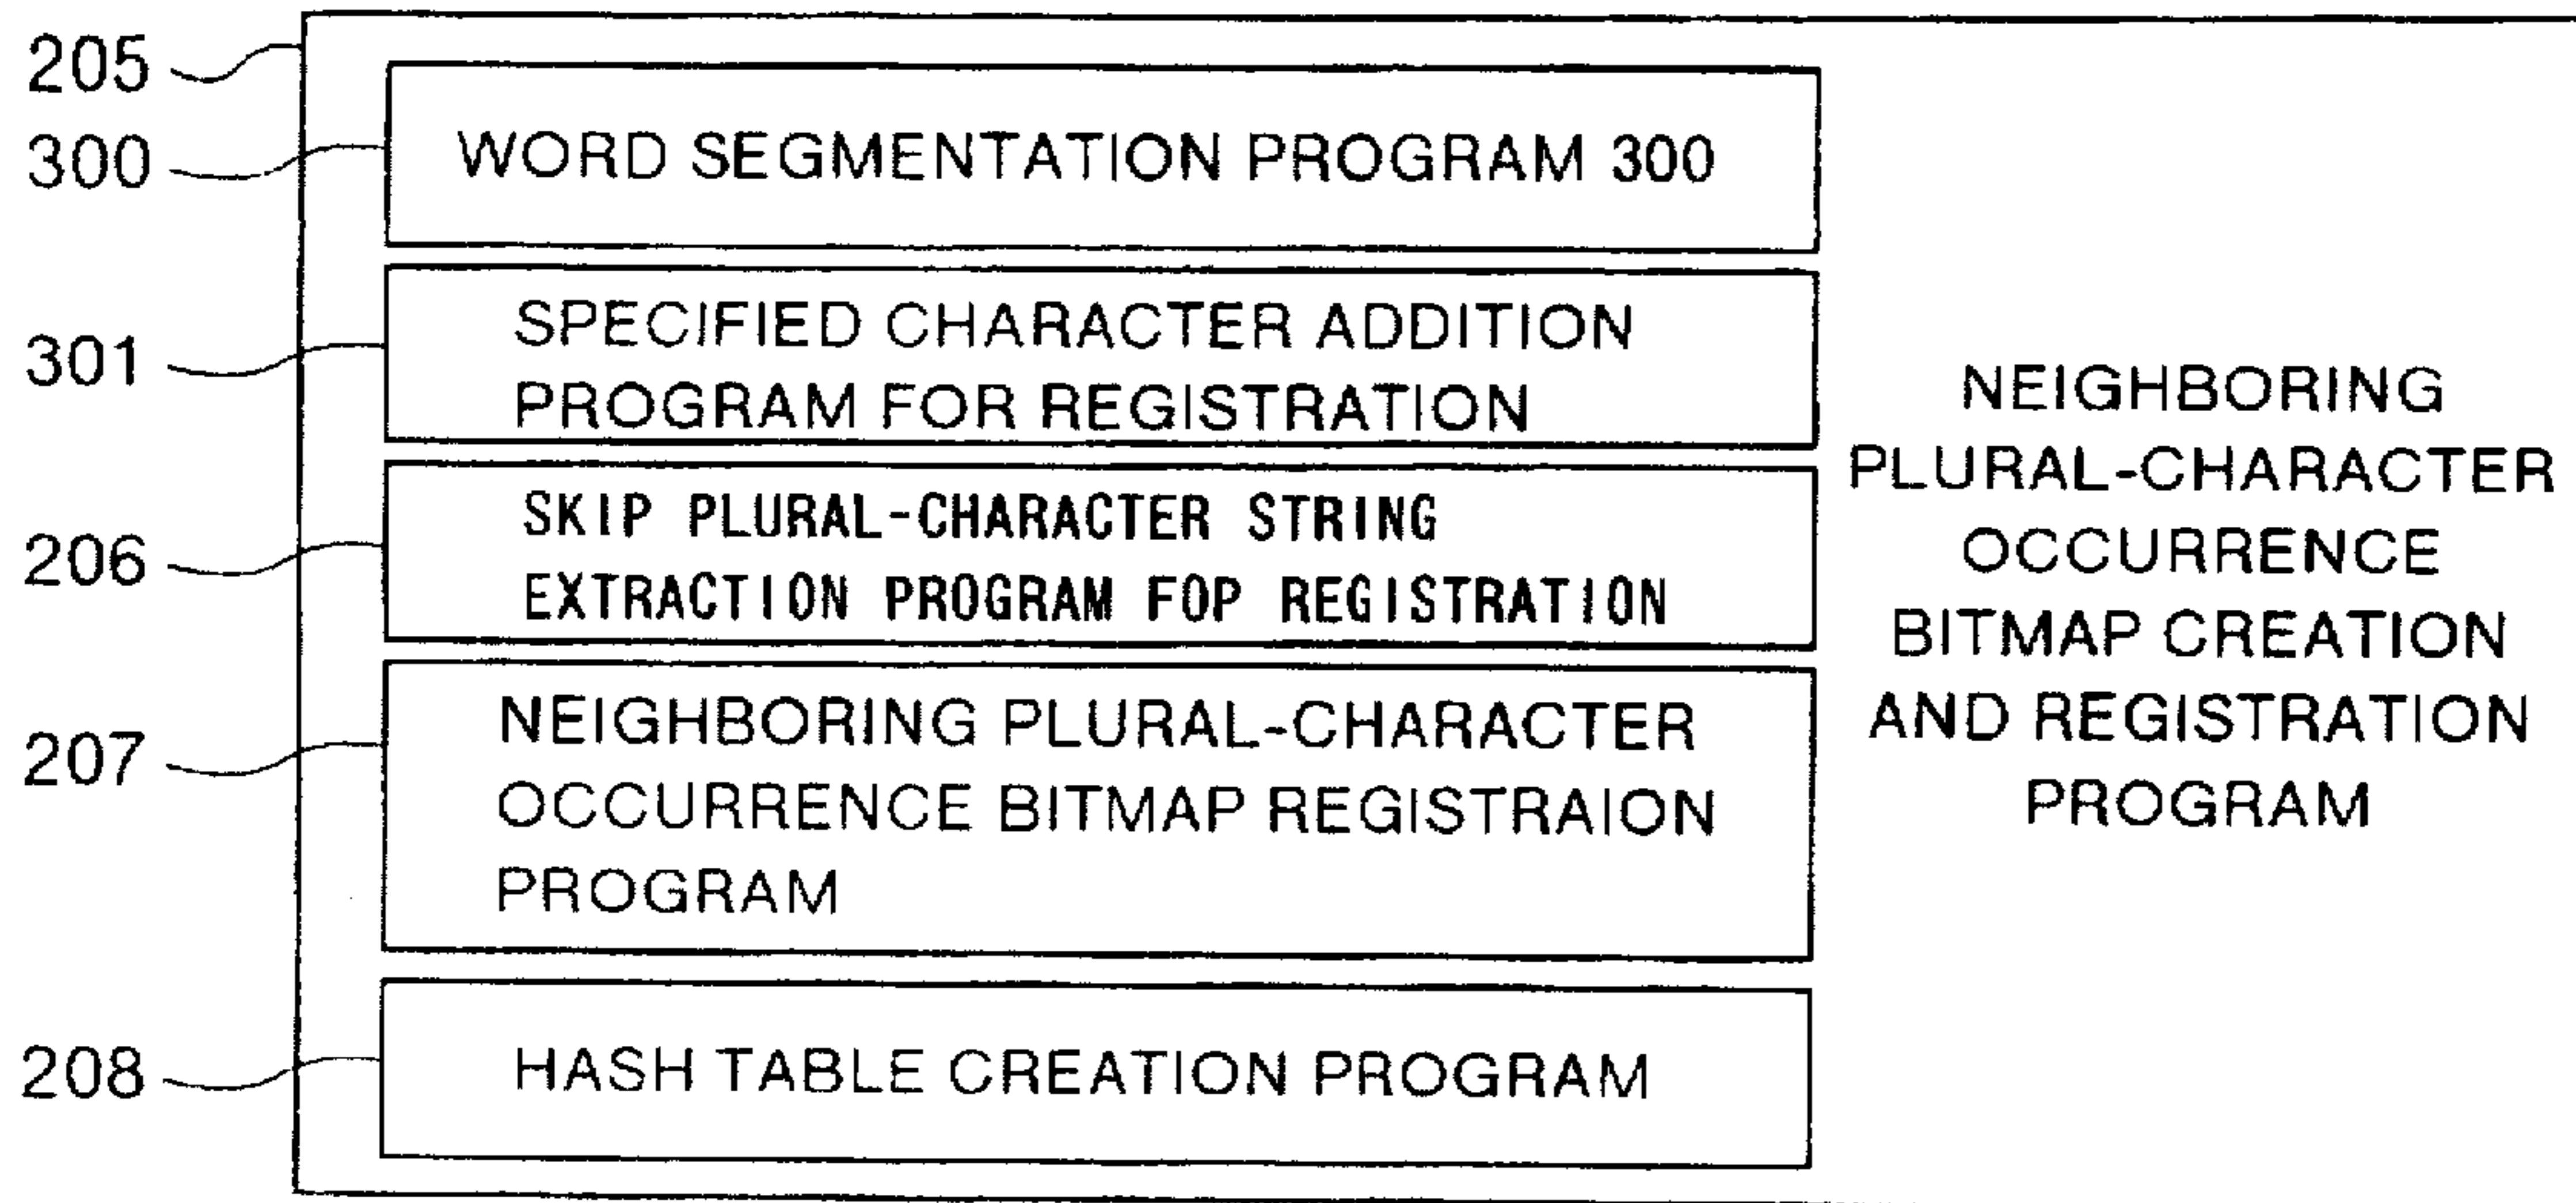 205
300
WORD SEGMENTATION PROGRAM 300
301
SPECIFIED CHARACTER ADDITION
PROGRAM FOR REGISTRATION
206
SKIP PLURAL-CHARACTER STRING
EXTRACTION PROGRAM FOP REGISTRATION
207
NEIGHBORING PLURAL-CHARACTER
OCCURRENCE BITMAP REGISTRAION
PROGRAM
208
HASH TABLE CREATION PROGRAM
NEIGHBORING
PLURAL-CHARACTER
OCCURRENCE
BITMAP CREATION
AND REGISTRATION
PROGRAM